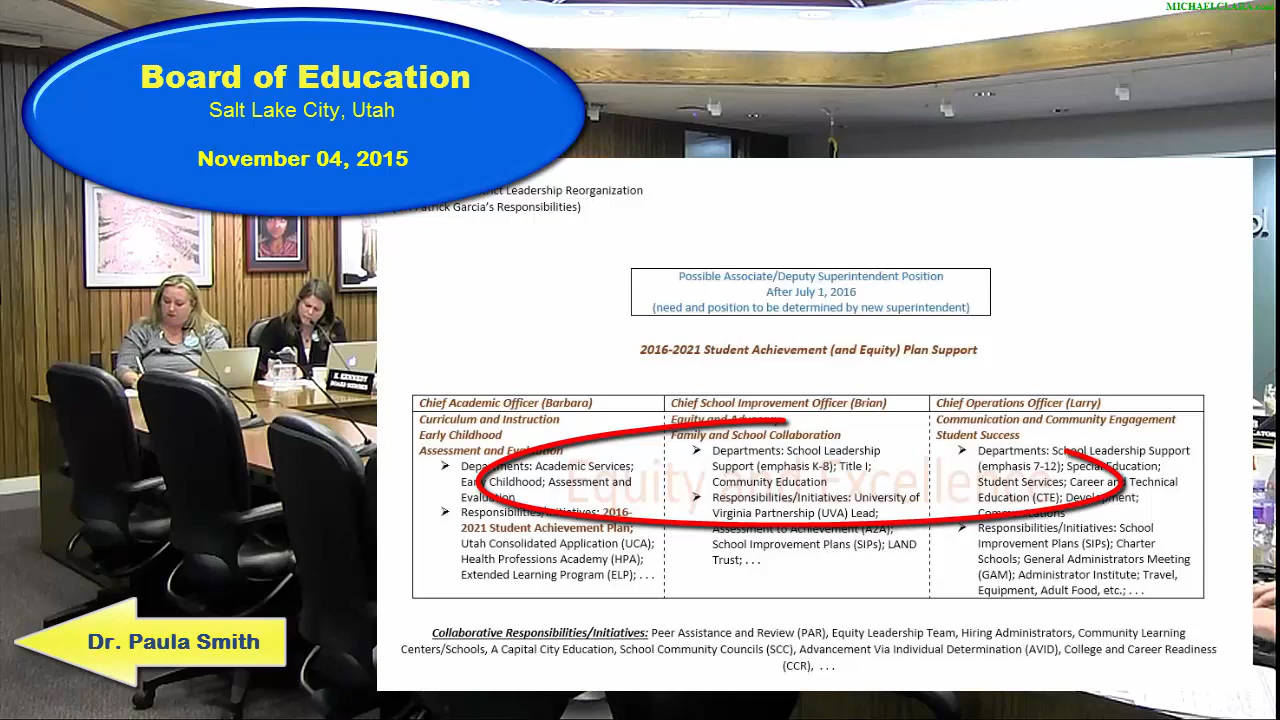 MICHAELCLARA.com
Board of Education
Salt Lake City, Utah
November 04, 2015
Leadership Reorganization
Patrick Garcia's Responsibilities)
Possible Associate/Deputy Superintendent Position
After July 1, 2016
(need and position to be determined by new superintendent)
2016-2021 Student Achievement (and Equity) Plan Support
Chief Academic Officer (Barbara)
Curriculum and Instruction
Early Childhood
Assessment and Evaluation
➤ Departments: Academic Services;
Early Childhood; Assessment and
Evaluation
➤ Responsibilities/Initiatives: 2016-
2021 Student Achievement Plan;
Utah Consolidated Application (UCA);
Health Professions Academy (HPA);
Extended Learning Program (ELP); . . .
Chief School Improvement Officer (Brian)
Equity and Advocacy
Family and School Collaboration
➤ Departments: School Leadership
Support (emphasis K-8); Title I;
Community Education
➤ Responsibilities/Initiatives: University of
Virginia Partnership (UVA) Lead;
Assessment to Achievement (A2A);
School Improvement Plans (SIPs); LAND
Trust; . . .
Chief Operations Officer (Larry)
Communication and Community Engagement
Student Success
➤ Departments: School Leadership Support
(emphasis 7-12); Special Education;
Student Services; Career and Technical
Education (CTE); Development;
Communications
➤ Responsibilities/Initiatives: School
Improvement Plans (SIPs); Charter
Schools; General Administrators Meeting
(GAM); Administrator Institute; Travel,
Equipment, Adult Food, etc.; . . .
Equity and Excellence
Collaborative Responsibilities/Initiatives: Peer Assistance and Review (PAR), Equity Leadership Team, Hiring Administrators, Community Learning
Centers/Schools, A Capital City Education, School Community Councils (SCC), Advancement Via Individual Determination (AVID), College and Career Readiness
(CCR), . . .
K. KENNEDY
BOARD MEMBER
Dr. Paula Smith